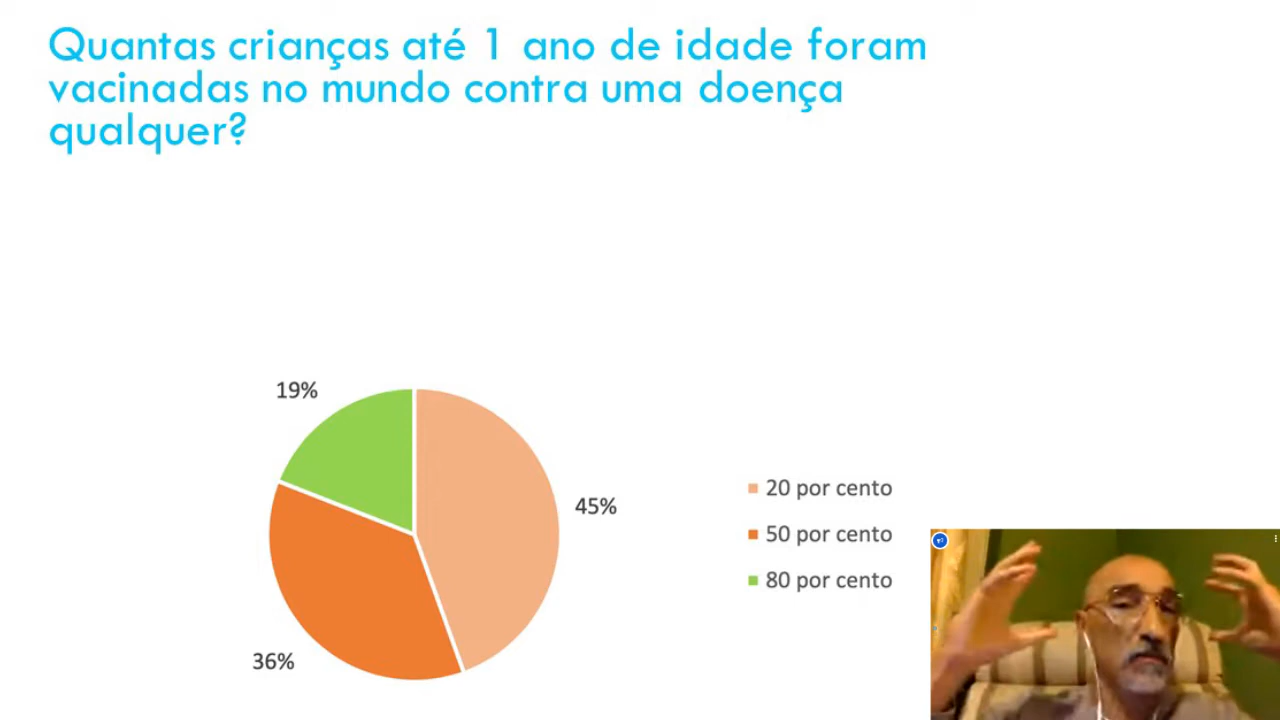 Quantas crianças até 1 ano de idade foram
vacinadas no mundo contra uma doença
qualquer?
19%
45%
36%
20 por cento
50 por cento
80 por cento